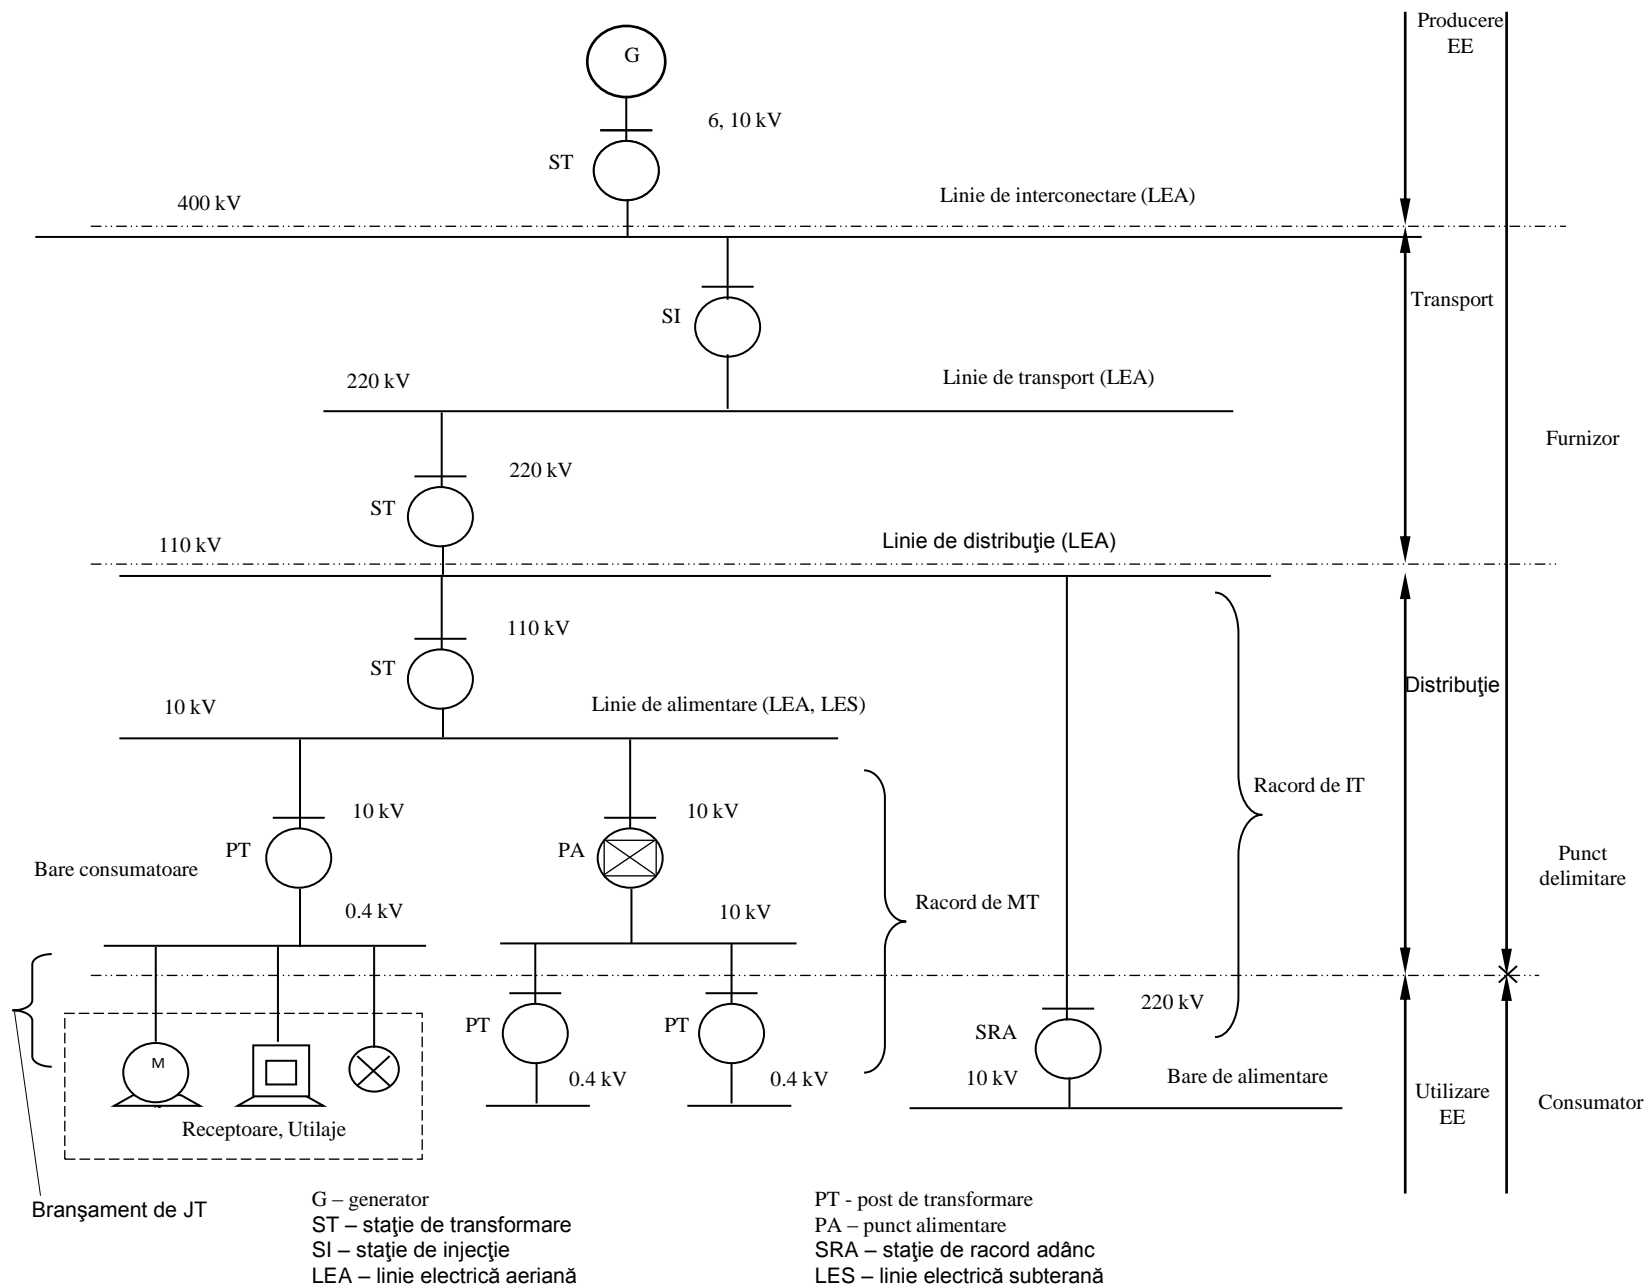 Producere
EE
G
6, 10 kV
ST
400 kV
Linie de interconectare (LEA)
Transport
SI
220 kV
Linie de transport (LEA)
Furnizor
220 kV
ST
110 kV
Linie de distribuţie (LEA)
110 kV
ST
Distribuţie
10 kV
Linie de alimentare (LEA, LES)
Racord de IT
10 kV
10 kV
PT
PA
Bare consumatoare
Punct
delimitare
0.4 kV
10 kV
Racord de MT
220 kV
PT
PT
SRA
M
0.4 kV
0.4 kV
10 kV
Bare de alimentare
Utilizare
EE
Consumator
Receptoare, Utilaje
Branşament de JT
G – generator
ST – staţie de transformare
SI – staţie de injecţie
LEA – linie electrică aeriană
PT - post de transformare
PA – punct alimentare
SRA – staţie de racord adânc
LES – linie electrică subterană